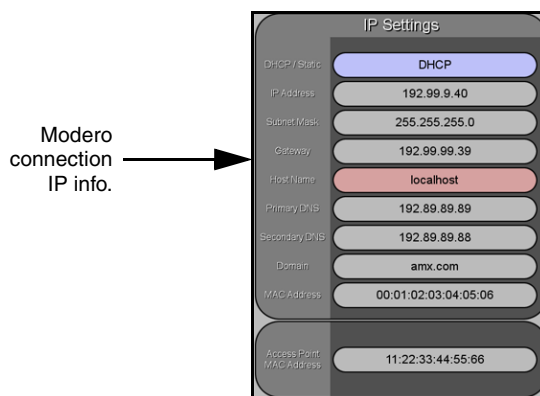 IP Settings
DHCP / Static DHCP
IP Address 192.99.9.40
Subnet Mask 255.255.255.0
Gateway 192.99.99.39
Host Name localhost
Primary DNS 192.89.89.89
Secondary DNS 192.89.89.88
Domain amx.com
MAC Address 00:01:02:03:04:05:06
Access Point
MAC Address 11:22:33:44:55:66
Modero
connection
IP info.